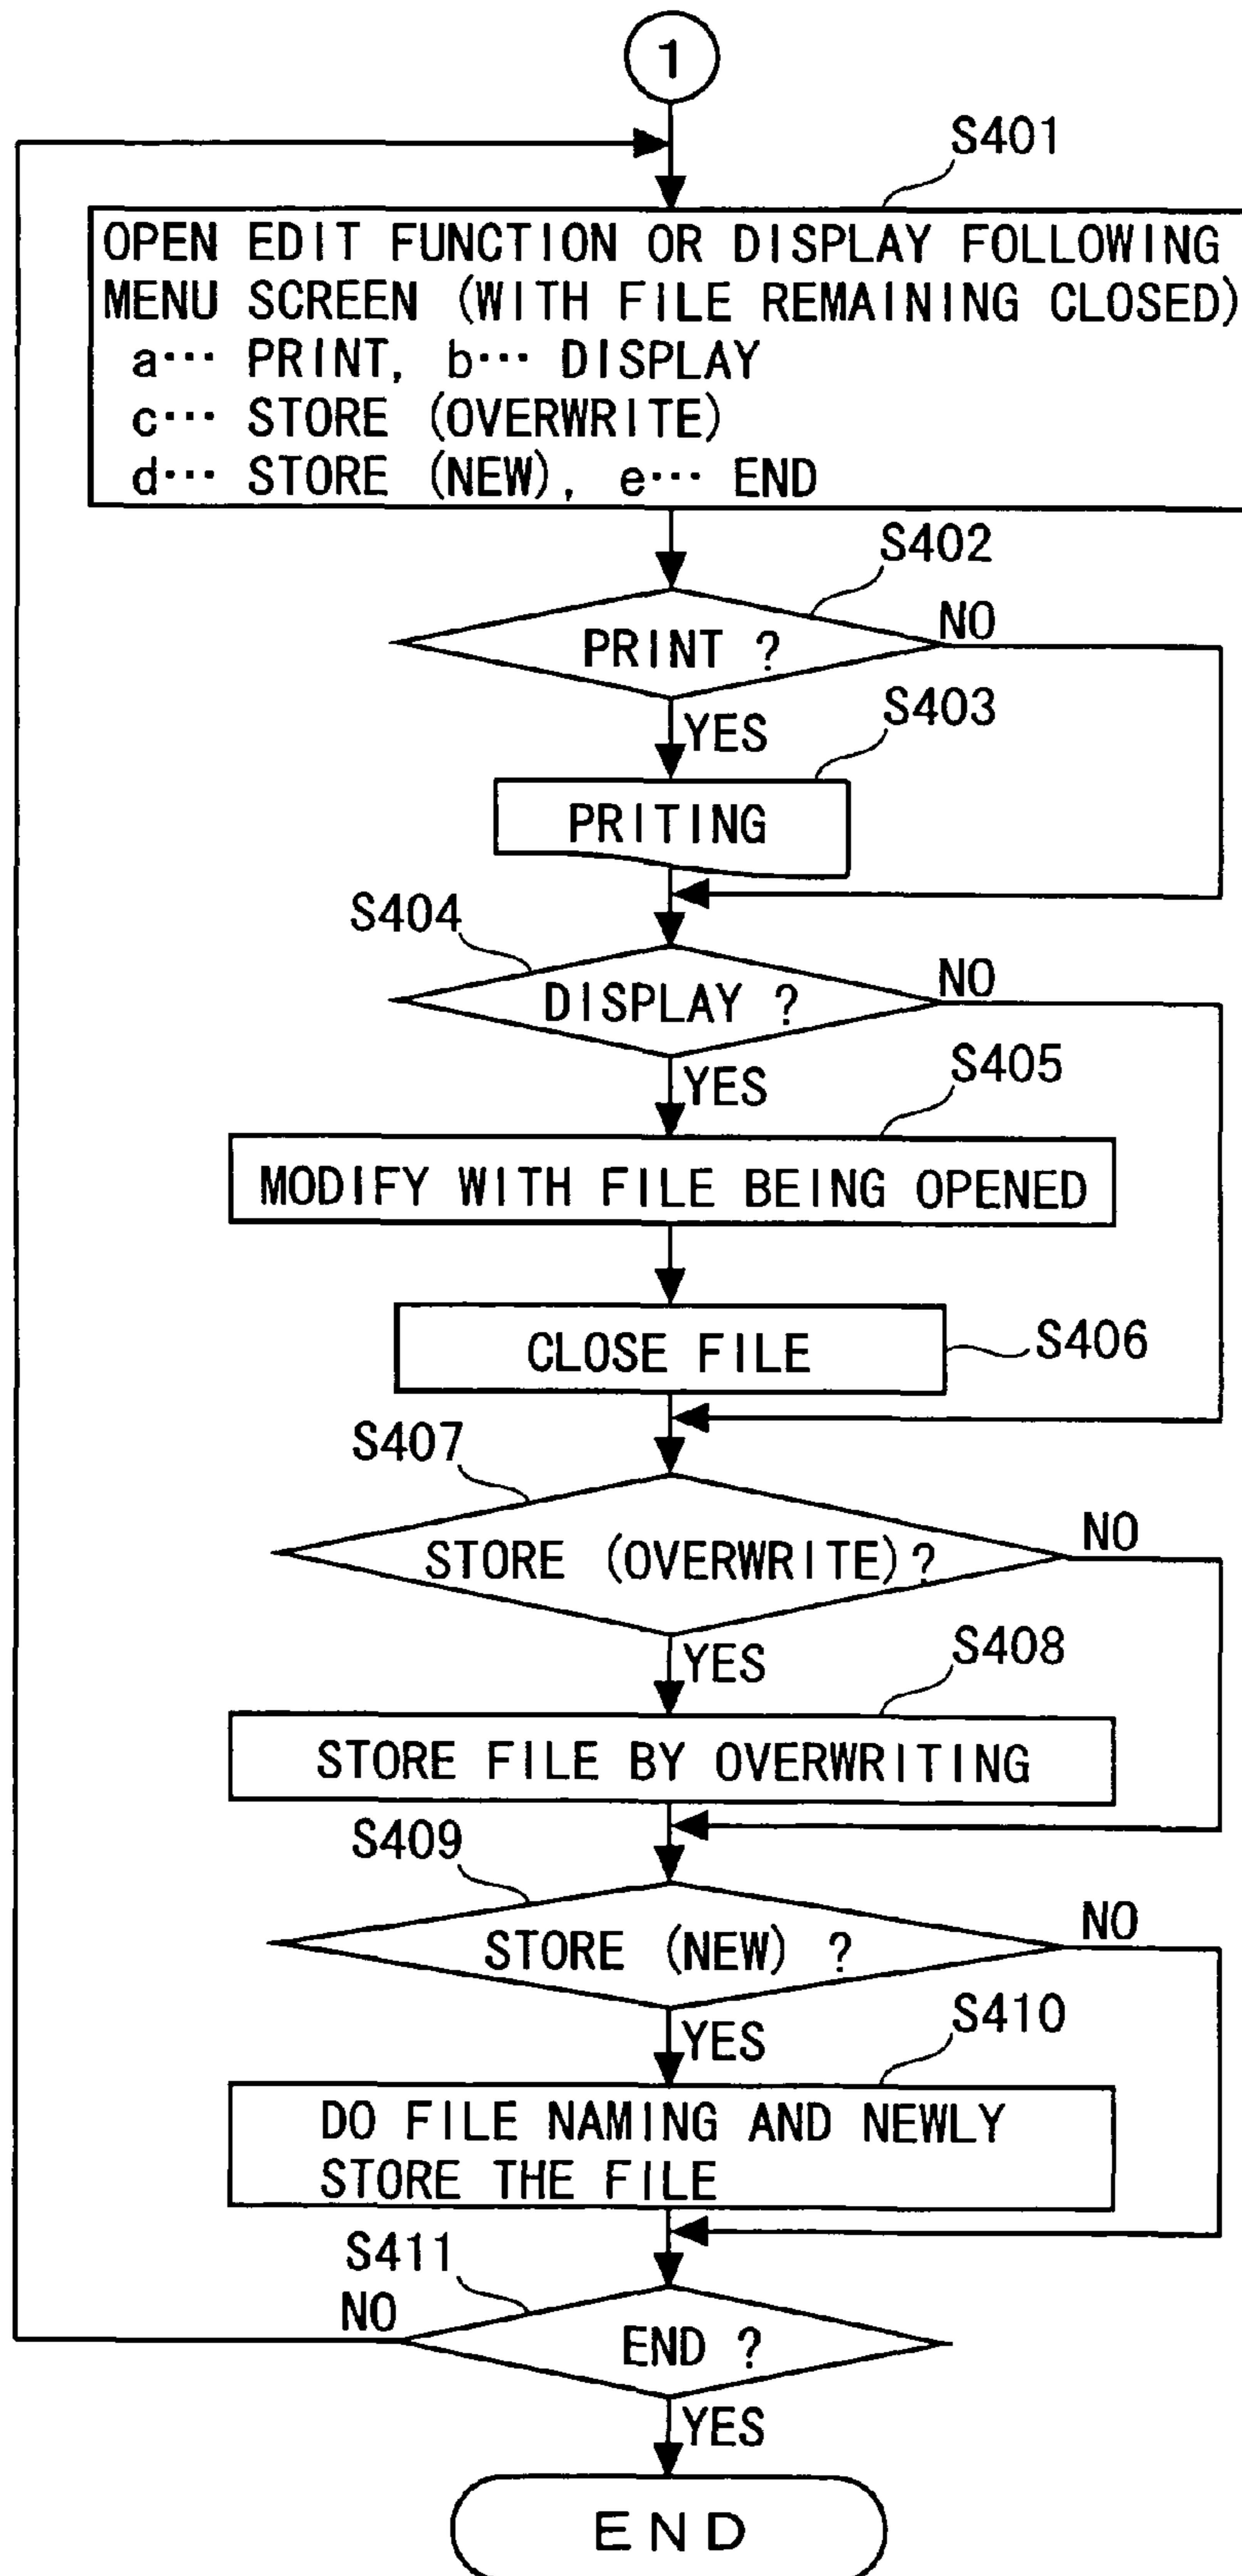 1
S401
OPEN EDIT FUNCTION OR DISPLAY FOLLOWING
MENU SCREEN (WITH FILE REMAINING CLOSED)
a··· PRINT, b··· DISPLAY
c··· STORE (OVERWRITE)
d··· STORE (NEW), e··· END
S402
PRINT ?
NO
YES
S403
PRITING
S404
DISPLAY ?
NO
YES
S405
MODIFY WITH FILE BEING OPENED
CLOSE FILE
S406
S407
STORE (OVERWRITE)?
NO
YES
S408
STORE FILE BY OVERWRITING
S409
STORE (NEW) ?
NO
YES
S410
DO FILE NAMING AND NEWLY
STORE THE FILE
S411
NO
END ?
YES
END